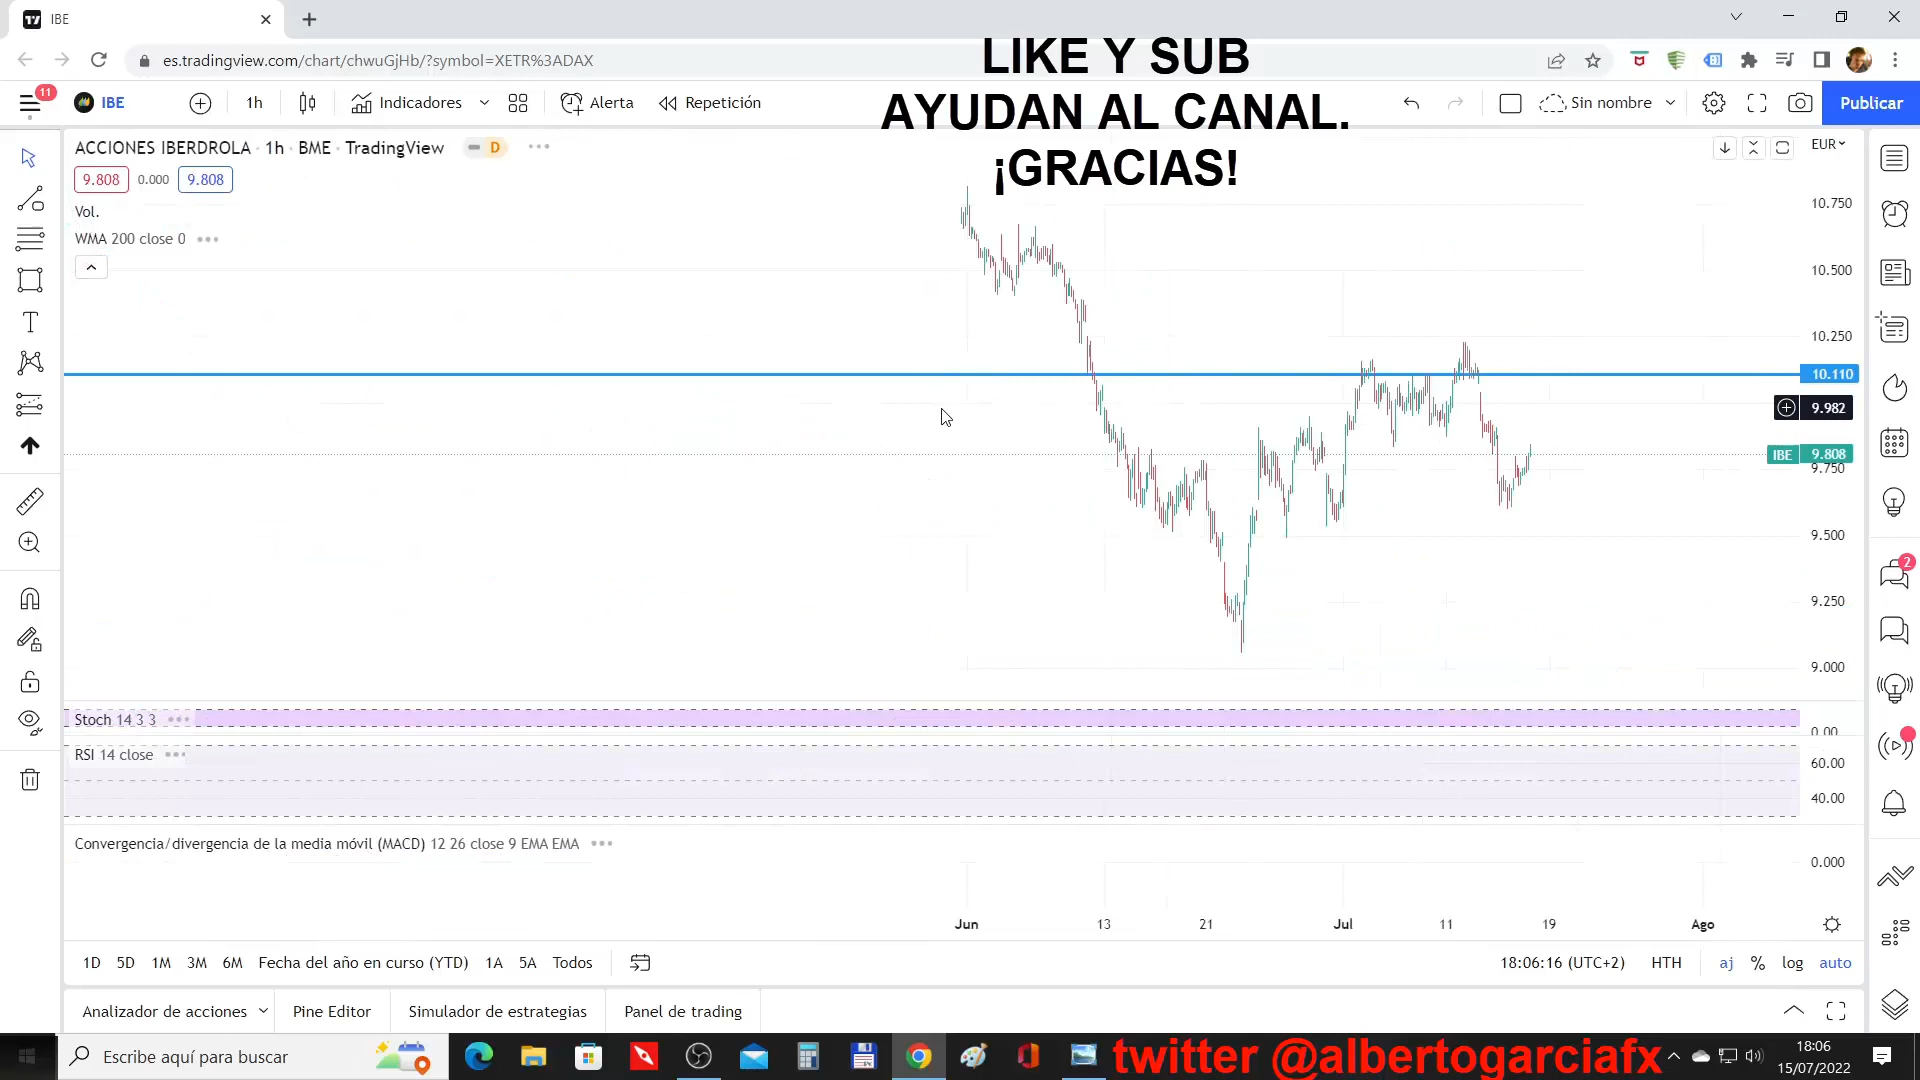 IBE
es.tradingview.com/chart/chwuGjHb/?symbol=XETR%3ADAX
LIKE Y SUB
AYUDAN AL CANAL.
¡GRACIAS!
11
IBE
1h
Indicadores
Alerta
Repetición
Sin nombre
Publicar
ACCIONES IBERDROLA · 1h · BME · TradingView
D
EUR
9.808
0.000
9.808
Vol.
WMA 200 close 0
10.750
10.500
10.250
10.110
9.982
IBE 9.808
9.750
9.500
9.250
9.000
2
Stoch 14 3 3
0.00
RSI 14 close
60.00
40.00
Convergencia/divergencia de la media móvil (MACD) 12 26 close 9 EMA EMA
0.000
Jun 13 21 Jul 11 19 Ago
1D 5D 1M 3M 6M Fecha del año en curso (YTD) 1A 5A Todos
18:06:16 (UTC+2) HTH aj % log auto
Analizador de acciones Pine Editor Simulador de estrategias Panel de trading
Escribe aquí para buscar
twitter @albertogarciafx
18:06
15/07/2022